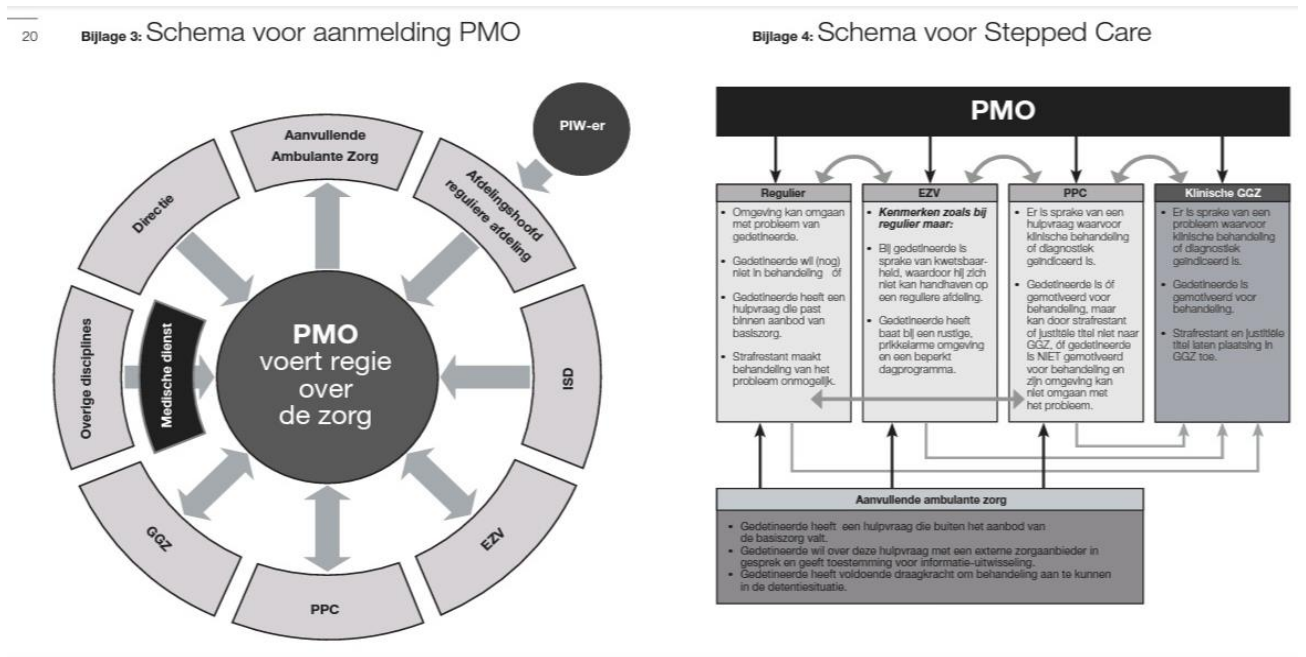 20
Bijlage 3: Schema voor aanmelding PMO
PIW-er
Aanvullende
Ambulante Zorg
Afdelingshoofd
reguliere afdeling
Directie
Overige disciplines
Medische dienst
PMO
voert regie
over
de zorg
ISD
GGZ
EZV
PPC
Bijlage 4: Schema voor Stepped Care
PMO
Regulier
• Omgeving kan omgaan
met probleem van
gedetineerde.
• Gedetineerde wil (nog)
niet in behandeling óf
• Gedetineerde heeft een
hulpvraag die past
binnen aanbod van
basiszorg.
• Strafrestant maakt
behandeling van het
probleem onmogelijk.
EZV
• Kenmerken zoals bij
regulier maar:
• Bij gedetineerde is
sprake van kwetsbaar-
heid, waardoor hij zich
niet kan handhaven op
een reguliere afdeling.
• Gedetineerde heeft
baat bij een rustige,
prikkelarme omgeving
en een beperkt
dagprogramma.
PPC
• Er is sprake van een
hulpvraag waarvoor
klinische behandeling
of diagnostiek
geïndiceerd is.
• Gedetineerde is óf
gemotiveerd voor
behandeling, maar
kan door strafrestant
of justitiële titel niet naar
GGZ, óf gedetineerde
is NIET gemotiveerd
voor behandeling en
zijn omgeving kan
niet omgaan met
het probleem.
Klinische GGZ
• Er is sprake van een
probleem waarvoor
klinische behandeling
of diagnostiek
geïndiceerd is.
• Gedetineerde is
gemotiveerd voor
behandeling.
• Strafrestant en justitiële
titel laten plaatsing in
GGZ toe.
Aanvullende ambulante zorg
• Gedetineerde heeft een hulpvraag die buiten het aanbod van
de basiszorg valt.
• Gedetineerde wil over deze hulpvraag met een externe zorgaanbieder in
gesprek en geeft toestemming voor informatie-uitwisseling.
• Gedetineerde heeft voldoende draagkracht om behandeling aan te kunnen
in de detentiesituatie.